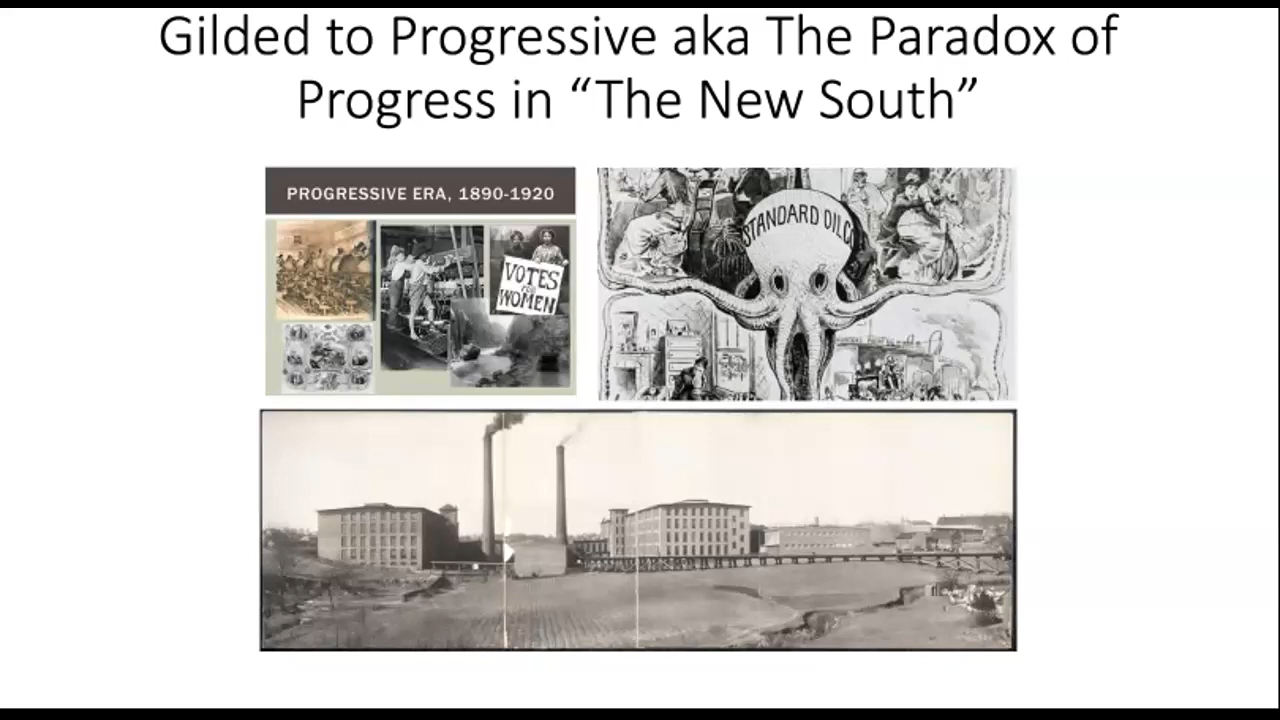 Gilded to Progressive aka The Paradox of
Progress in “The New South”
PROGRESSIVE ERA, 1890-1920
VOTES
FOR
WOMEN
STANDARD OIL CO